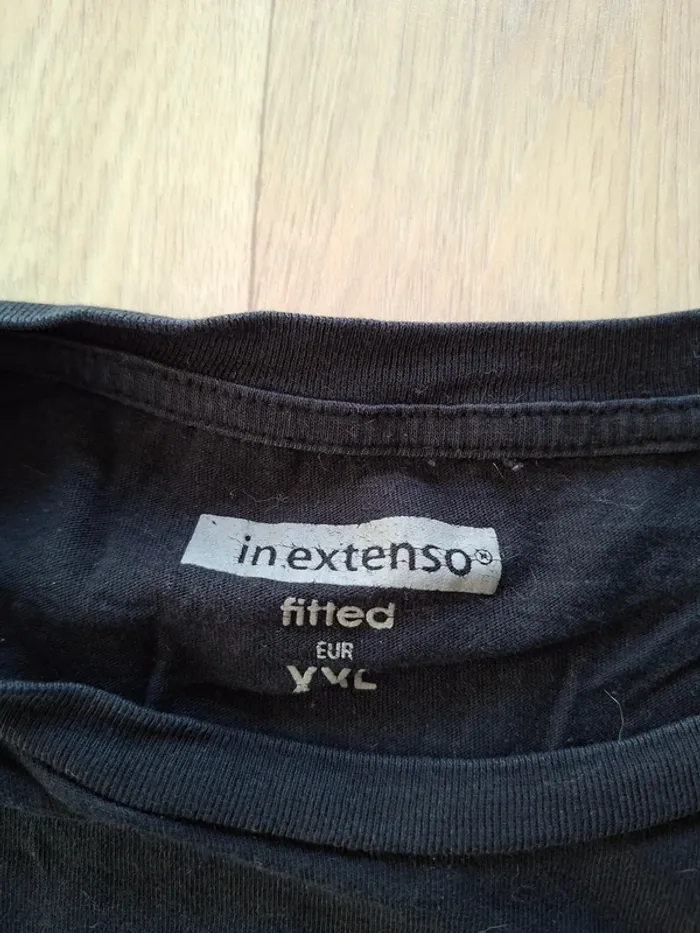 in extenso®
fitted
EUR
XXL